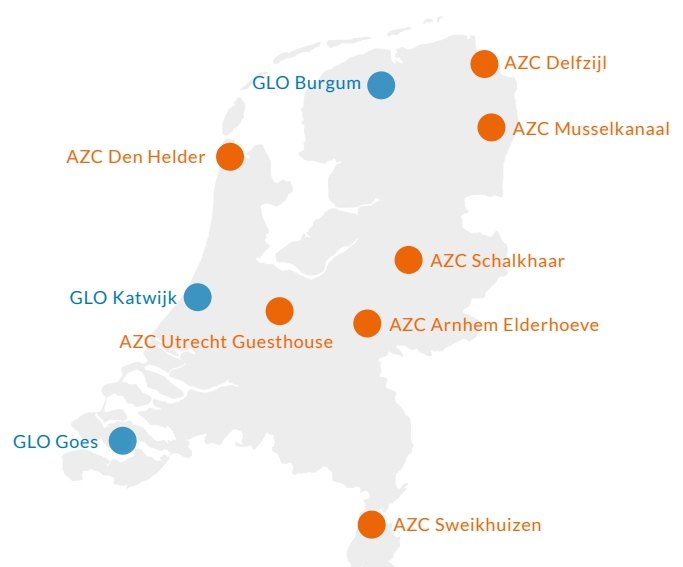 AZC Delfzijl
GLO Burgum
AZC Musselkanaal
AZC Den Helder
AZC Schalkhaar
GLO Katwijk
AZC Arnhem Elderhoeve
AZC Utrecht Guesthouse
GLO Goes
AZC Sweikhuizen